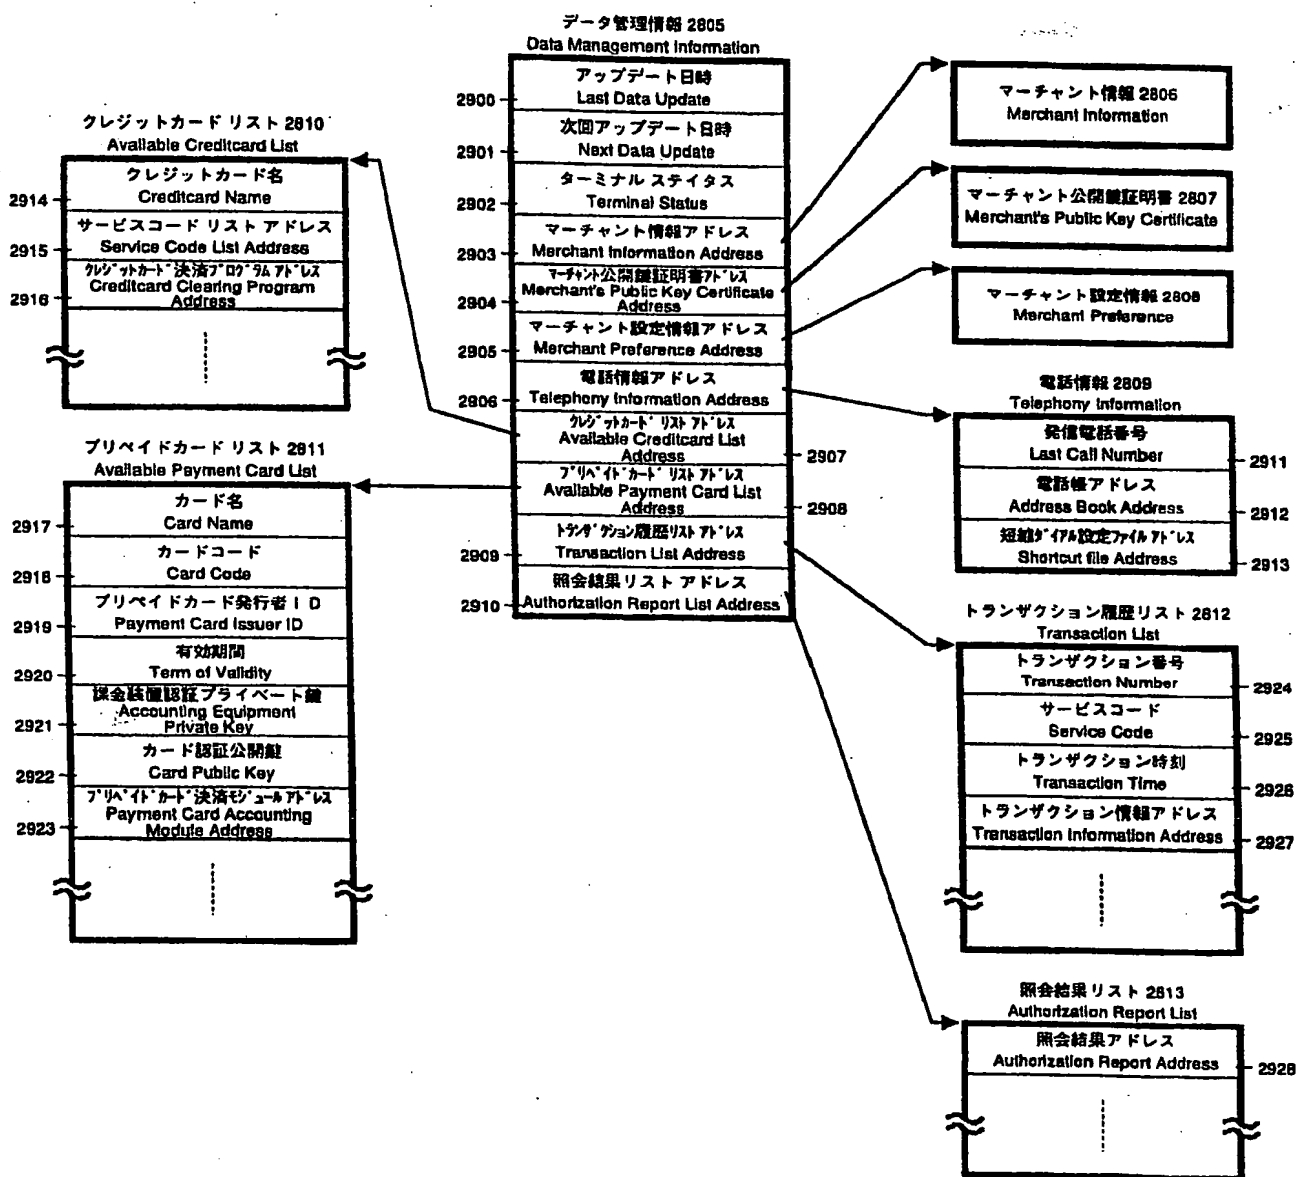 データ管理情報 2805
Data Management Information
アップデート日時
Last Data Update
2900
次回アップデート日時
Next Data Update
2901
ターミナル ステイタス
Terminal Status
2902
マーチャント情報アドレス
Merchant Information Address
2903
マーチャント公開鍵証明書アドレス
Merchant's Public Key Certificate
Address
2904
マーチャント設定情報アドレス
Merchant Preference Address
2905
電話情報アドレス
Telephony Information Address
2806
クレジットカード リスト アドレス
Available Creditcard List
Address
2907
プリペイドカード リスト アドレス
Available Payment Card List
Address
2908
トランザクション履歴リスト アドレス
Transaction List Address
2909
照会結果リスト アドレス
Authorization Report List Address
2910
クレジットカード リスト 2810
Available Creditcard List
クレジットカード名
Creditcard Name
2914
サービスコード リスト アドレス
Service Code List Address
2915
クレジットカード決済プログラム アドレス
Creditcard Clearing Program
Address
2916
プリペイドカード リスト 2811
Available Payment Card List
カード名
Card Name
2917
カードコード
Card Code
2918
プリペイドカード発行者ID
Payment Card Issuer ID
2919
有効期間
Term of Validity
2920
課金装置認証プライベート鍵
Accounting Equipment
Private Key
2921
カード認証公開鍵
Card Public Key
2922
プリペイドカード決済モジュールアドレス
Payment Card Accounting
Module Address
2923
マーチャント情報 2806
Merchant Information
マーチャント公開鍵証明書 2807
Merchant's Public Key Certificate
マーチャント設定情報 2808
Merchant Preference
電話情報 2809
Telephony Information
発信電話番号
Last Call Number
2911
電話帳アドレス
Address Book Address
2912
短縮ダイアル設定ファイルアドレス
Shortcut file Address
2913
トランザクション履歴リスト 2812
Transaction List
トランザクション番号
Transaction Number
2924
サービスコード
Service Code
2925
トランザクション時刻
Transaction Time
2926
トランザクション情報アドレス
Transaction Information Address
2927
照会結果リスト 2813
Authorization Report List
照会結果アドレス
Authorization Report Address
2928